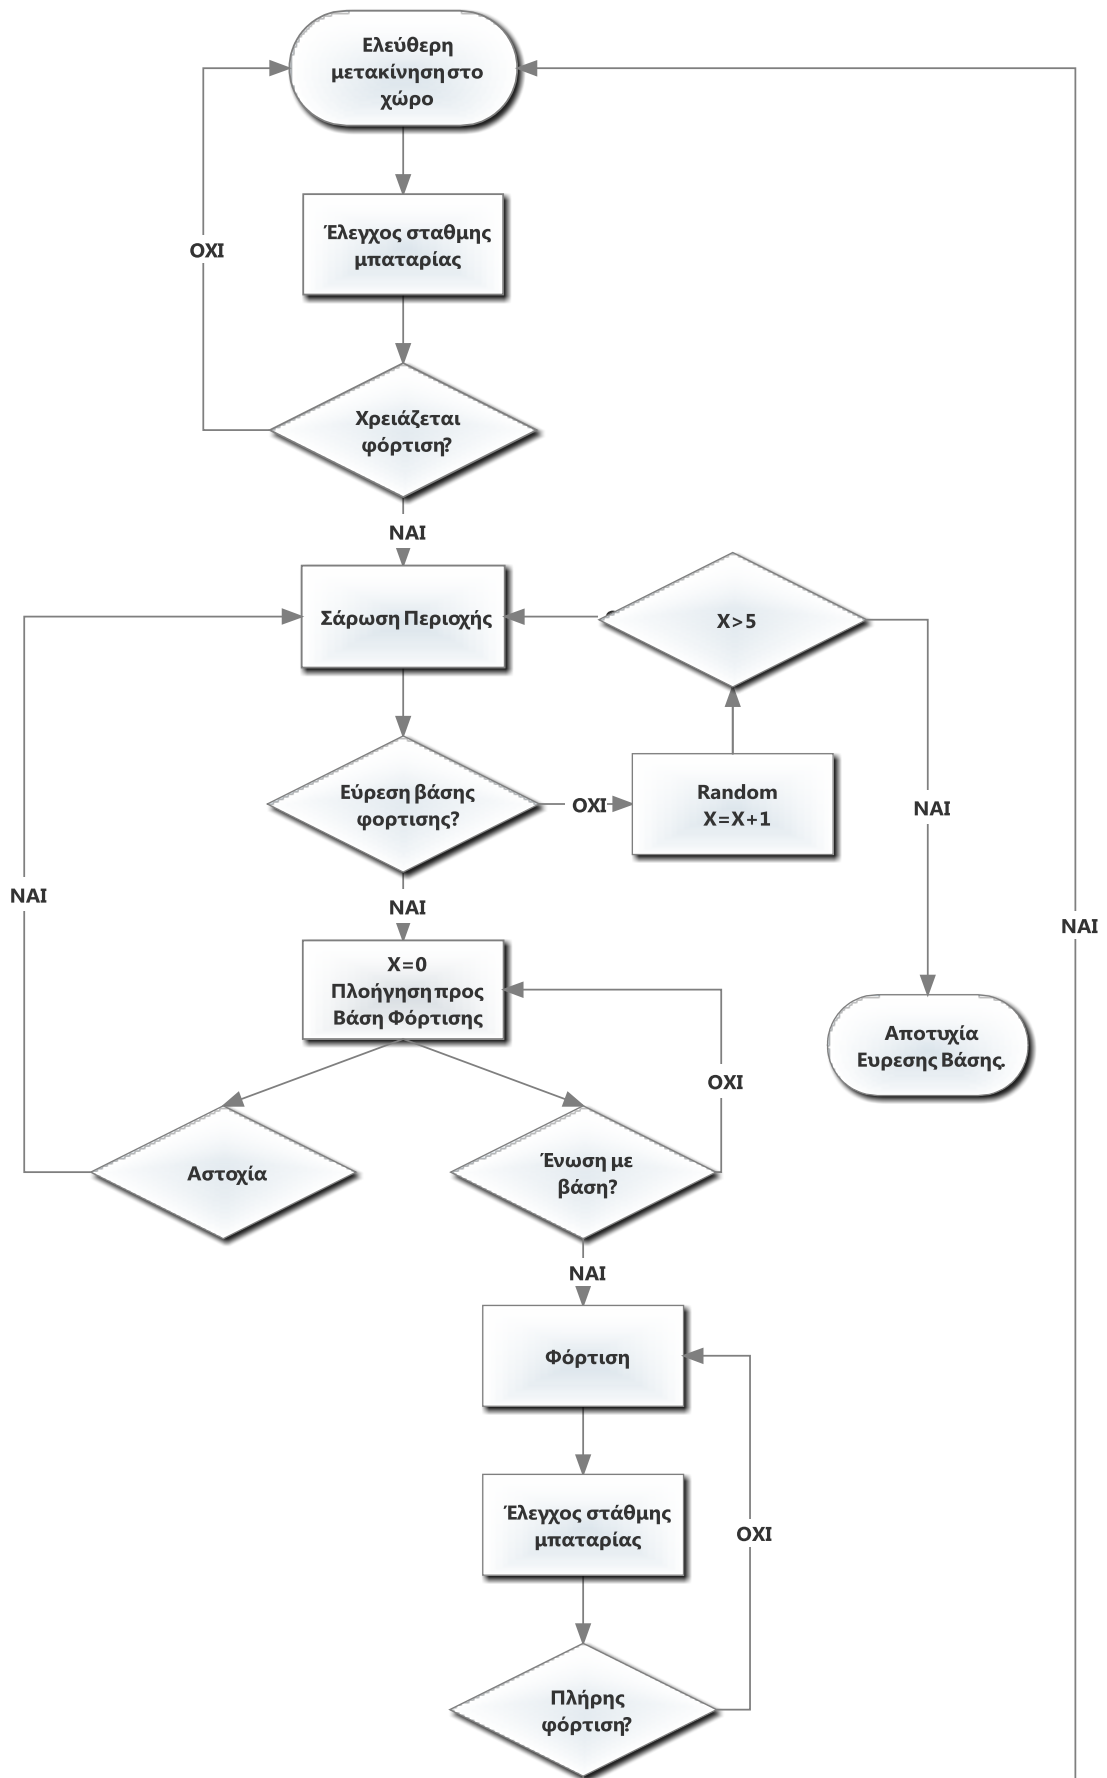 Ελεύθερη
μετακίνηση στο
χώρο
Έλεγχος σταθμης
μπαταρίας
ΟΧΙ
Χρειάζεται
φόρτιση?
ΝΑΙ
Σάρωση Περιοχής
X>5
Εύρεση βάσης
φορτισης?
ΟΧΙ
Random
X=X+1
ΝΑΙ
ΝΑΙ
ΝΑΙ
ΝΑΙ
X=0
Πλοήγηση προς
Βάση Φόρτισης
Αποτυχία
Ευρεσης Βάσης.
ΟΧΙ
Αστοχία
Ένωση με
βάση?
ΝΑΙ
Φόρτιση
Έλεγχος στάθμης
μπαταρίας
ΟΧΙ
Πλήρης
φόρτιση?